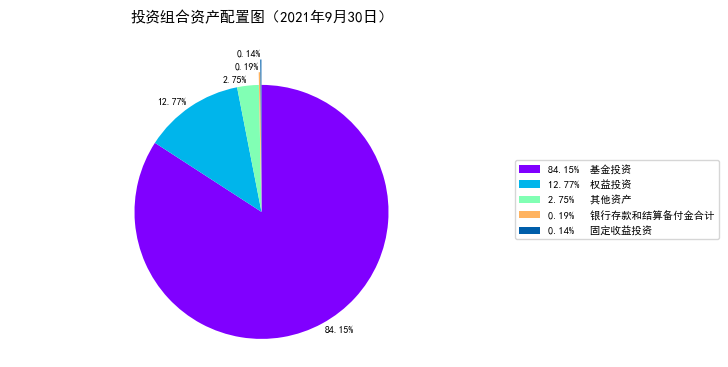 投资组合资产配置图（2021年9月30日）
0.14%
0.19%
2.75%
12.77%
84.15%
84.15% 基金投资
12.77% 权益投资
2.75% 其他资产
0.19% 银行存款和结算备付金合计
0.14% 固定收益投资